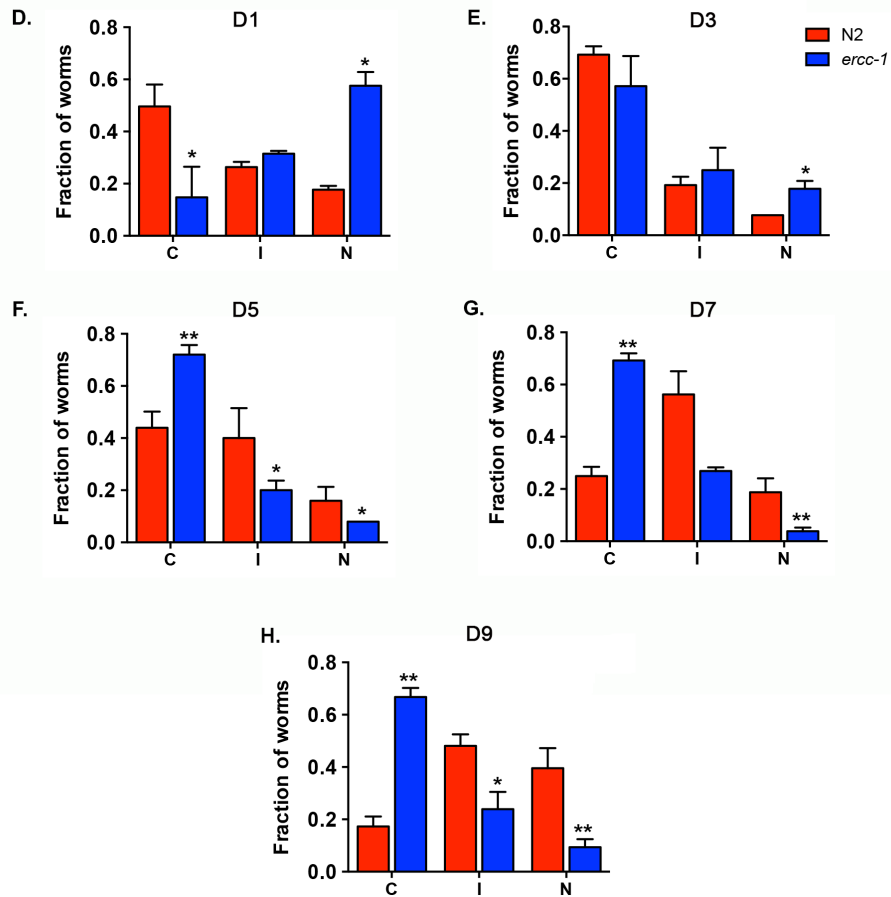 D.
D1
Fraction of worms
0.8
0.6
0.4
0.2
0.0
*
*
C I N
E.
D3
N2
ercc-1
Fraction of worms
0.8
0.6
0.4
0.2
0.0
*
C I N
F.
D5
Fraction of worms
0.8
0.6
0.4
0.2
0.0
**
*
*
C I N
G.
D7
Fraction of worms
0.8
0.6
0.4
0.2
0.0
**
**
C I N
H.
D9
Fraction of worms
0.8
0.6
0.4
0.2
0.0
**
*
**
C I N